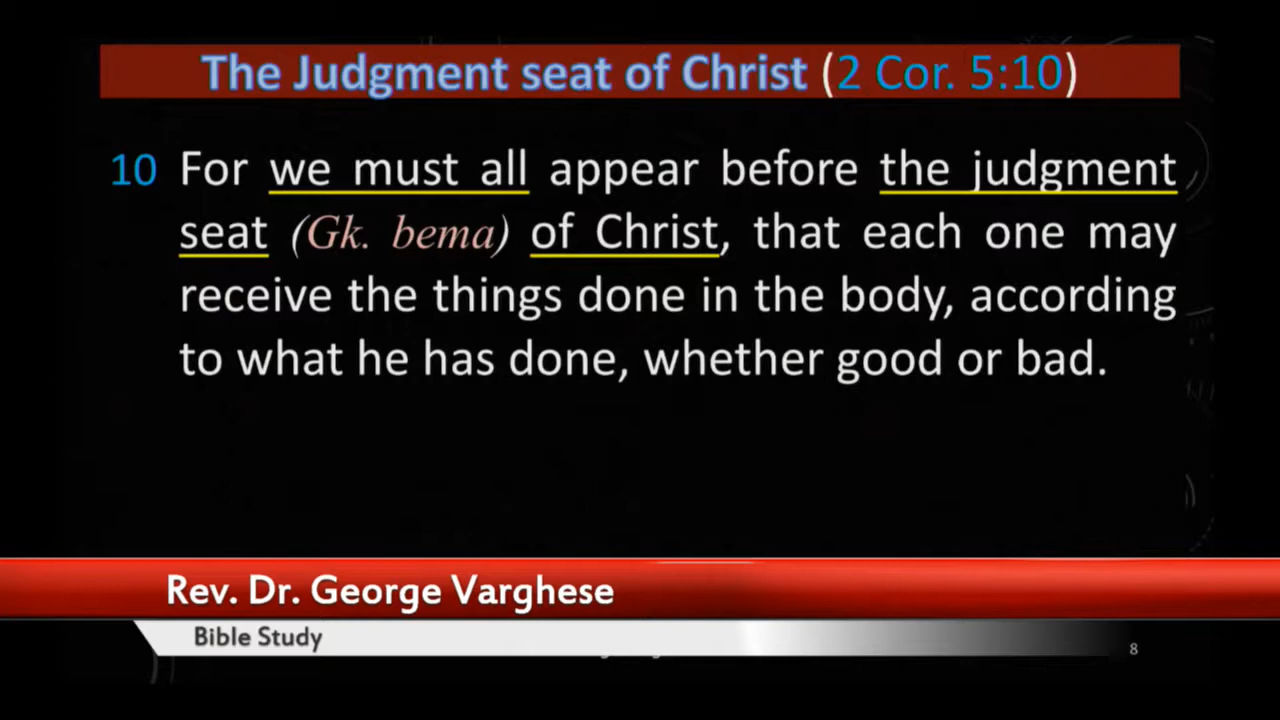 The Judgment seat of Christ (2 Cor. 5:10)
10 For we must all appear before the judgment
seat (Gk. bema) of Christ, that each one may
receive the things done in the body, according
to what he has done, whether good or bad.
Rev. Dr. George Varghese
Bible Study
8